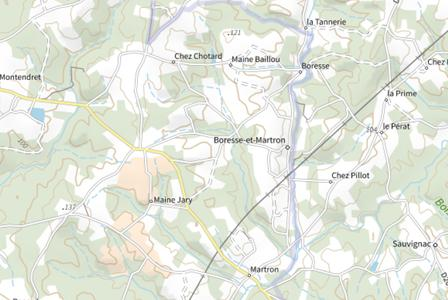 la Tannerie
.121
Chez Chotard
Maine Baillou
Boresse
Montendret
la Prime
100
104
le Pérat
Boresse-et-Martron
Chez Pillot
.137
Maine Jary
Sauvignac
Martron